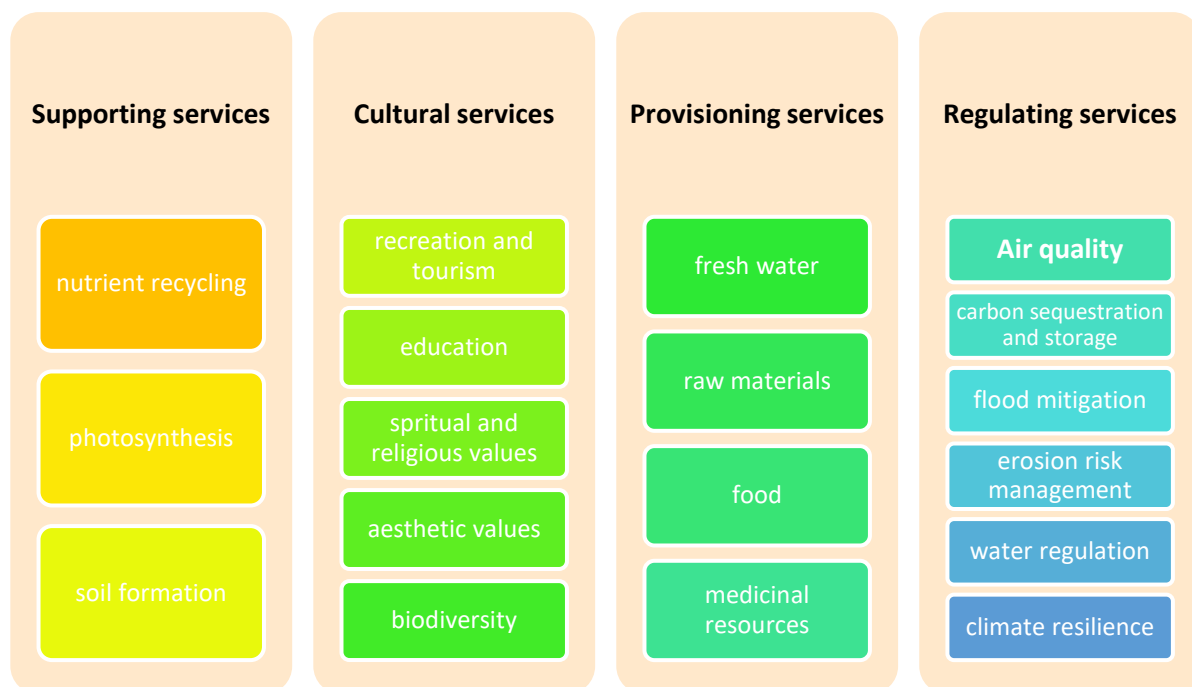 Supporting services
nutrient recycling
photosynthesis
soil formation
Cultural services
recreation and
tourism
education
spritual and
religious values
aesthetic values
biodiversity
Provisioning services
fresh water
raw materials
food
medicinal
resources
Regulating services
Air quality
carbon sequestration
and storage
flood mitigation
erosion risk
management
water regulation
climate resilience